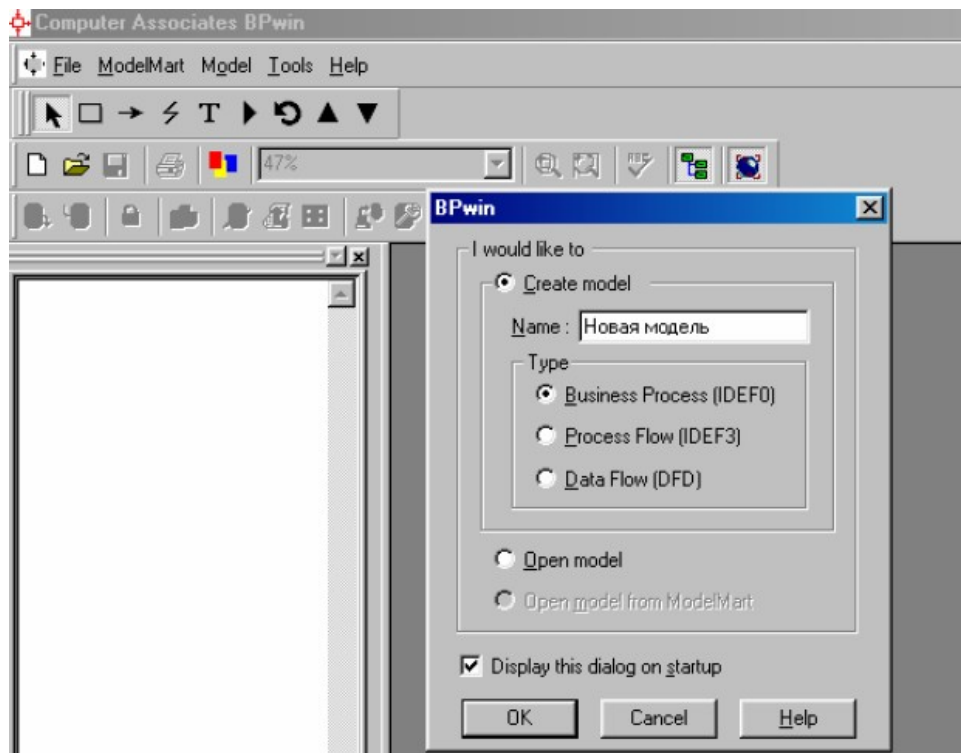 Computer Associates BPwin
File ModelMart Model Tools Help
T
47%
BPwin
I would like to
Create model
Name : Новая модель
Type
Business Process (IDEF0)
Process Flow (IDEF3)
Data Flow (DFD)
Open model
Open model from ModelMart
Display this dialog on startup
OK Cancel Help